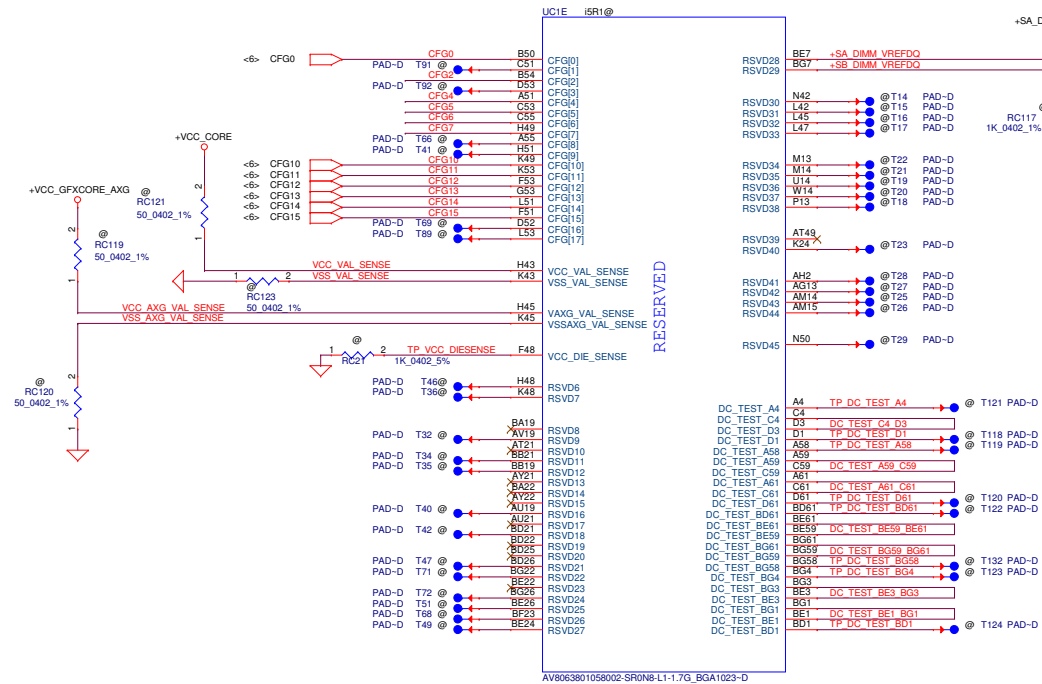 UC1E i5R1@
+SA_D
<6> CFG0 CFG0 B50 CFG[0]
PAD~D T91 @ C51 CFG[1]
CFG2 B54 CFG[2]
PAD~D T92 @ D53 CFG[3]
CFG4 A51 CFG[4]
CFG5 C53 CFG[5]
CFG6 C55 CFG[6]
CFG7 H49 CFG[7]
PAD~D T66 @ A55 CFG[8]
PAD~D T41 @ H51 CFG[9]
<6> CFG10 CFG10 K49 CFG[10]
<6> CFG11 CFG11 K53 CFG[11]
<6> CFG12 CFG12 F53 CFG[12]
<6> CFG13 CFG13 G53 CFG[13]
<6> CFG14 CFG14 L51 CFG[14]
<6> CFG15 CFG15 F51 CFG[15]
PAD~D T69 @ D52 CFG[16]
PAD~D T89 @ L53 CFG[17]
+VCC_CORE
+VCC_GFXCORE_AXG
@
RC121
50_0402_1%
2
1
@
RC119
50_0402_1%
2
1
VCC_VAL_SENSE H43 VCC_VAL_SENSE
1 2 VSS_VAL_SENSE K43 VSS_VAL_SENSE
@
RC123
50_0402_1%
VCC_AXG_VAL_SENSE H45 VAXG_VAL_SENSE
VSS_AXG_VAL_SENSE K45 VSSAXG_VAL_SENSE
@
1 2 TP_VCC_DIESENSE F48 VCC_DIE_SENSE
RC21 1K_0402_5%
2
@
RC120
50_0402_1%
1
PAD~D T46@ H48 RSVD6
PAD~D T36@ K48 RSVD7
BA19 RSVD8
PAD~D T32 @ AV19 RSVD9
AT21 RSVD10
PAD~D T34 @ BB21 RSVD11
PAD~D T35 @ BB19 RSVD12
AY21 RSVD13
BA22 RSVD14
AY22 RSVD15
PAD~D T40 @ AU19 RSVD16
AU21 RSVD17
PAD~D T42 @ BD21 RSVD18
BD22 RSVD19
BD25 RSVD20
PAD~D T47 @ BD26 RSVD21
PAD~D T71 @ BG22 RSVD22
BE22 RSVD23
PAD~D T72 @ BG26 RSVD24
PAD~D T51 @ BE26 RSVD25
PAD~D T68 @ BF23 RSVD26
PAD~D T49 @ BE24 RSVD27
RESERVED
RSVD28 BE7 +SA_DIMM_VREFDQ
RSVD29 BG7 +SB_DIMM_VREFDQ
RSVD30 N42 @T14 PAD~D
RSVD31 L42 @T15 PAD~D
RSVD32 L45 @T16 PAD~D
RSVD33 L47 @T17 PAD~D
@
RC117
1K_0402_1%
RSVD34 M13 @T22 PAD~D
RSVD35 M14 @T21 PAD~D
RSVD36 U14 @T19 PAD~D
RSVD37 W14 @T20 PAD~D
RSVD38 P13 @T18 PAD~D
RSVD39 AT49
RSVD40 K24 @T23 PAD~D
RSVD41 AH2 @T28 PAD~D
RSVD42 AG13 @T27 PAD~D
RSVD43 AM14 @T25 PAD~D
RSVD44 AM15 @T26 PAD~D
RSVD45 N50 @T29 PAD~D
DC_TEST_A4 A4 TP_DC_TEST_A4 @ T121 PAD~D
DC_TEST_C4 C4
DC_TEST_D3 D3 DC_TEST_C4_D3
DC_TEST_D1 D1 TP_DC_TEST_D1 @ T118 PAD~D
DC_TEST_A58 A58 TP_DC_TEST_A58 @ T119 PAD~D
DC_TEST_A59 A59
DC_TEST_C59 C59 DC_TEST_A59_C59
DC_TEST_A61 A61
DC_TEST_C61 C61 DC_TEST_A61_C61
DC_TEST_D61 D61 TP_DC_TEST_D61 @ T120 PAD~D
DC_TEST_BD61 BD61 TP_DC_TEST_BD61 @ T122 PAD~D
DC_TEST_BE61 BE61
DC_TEST_BE59 BE59 DC_TEST_BE59_BE61
DC_TEST_BG61 BG61
DC_TEST_BG59 BG59 DC_TEST_BG59_BG61
DC_TEST_BG58 BG58 TP_DC_TEST_BG58 @ T132 PAD~D
DC_TEST_BG4 BG4 TP_DC_TEST_BG4 @ T123 PAD~D
DC_TEST_BG3 BG3
DC_TEST_BE3 BE3 DC_TEST_BE3_BG3
DC_TEST_BG1 BG1
DC_TEST_BE1 BE1 DC_TEST_BE1_BG1
DC_TEST_BD1 BD1 TP_DC_TEST_BD1 @ T124 PAD~D
AV8063801058002-SR0N8-L1-1.7G_BGA1023~D